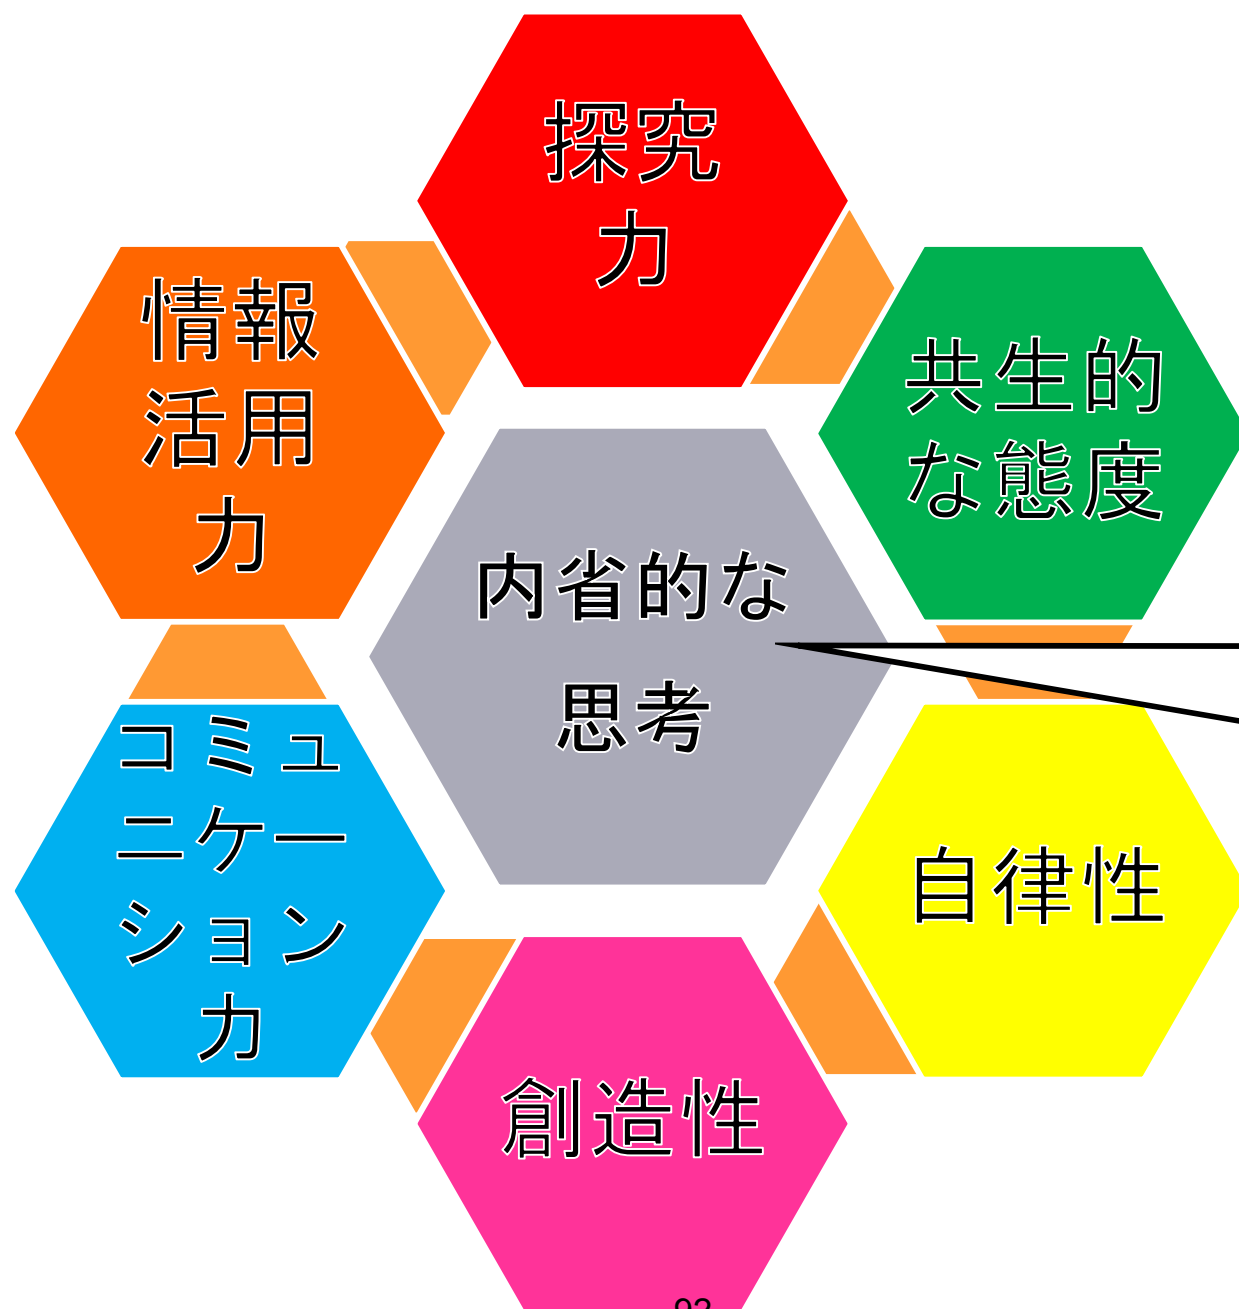 探究
力
情報
活用
力
共生的
な態度
内省的な
思考
コミュ
ニケー
ション
力
自律性
創造性